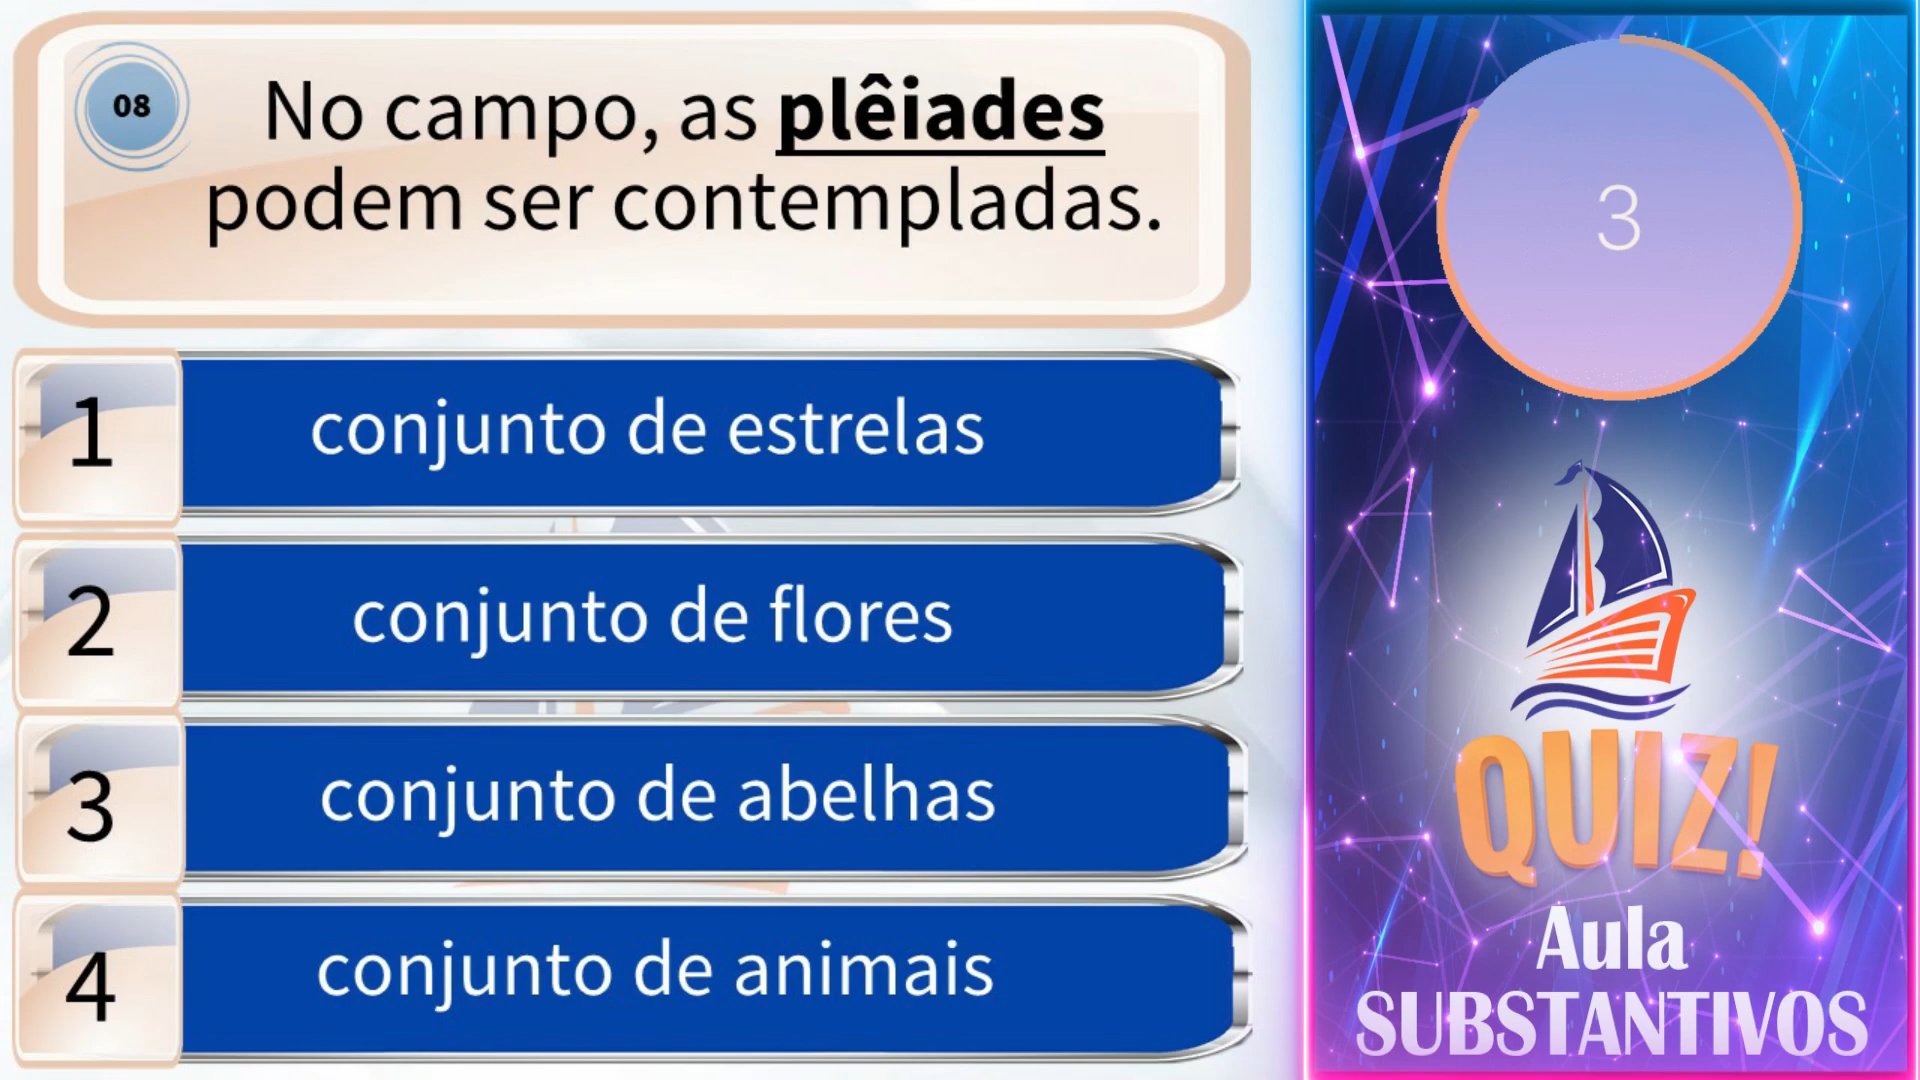 08
No campo, as plêiades
podem ser contempladas.
1
conjunto de estrelas
2
conjunto de flores
3
conjunto de abelhas
4
conjunto de animais
3
QUIZ!
Aula
SUBSTANTIVOS